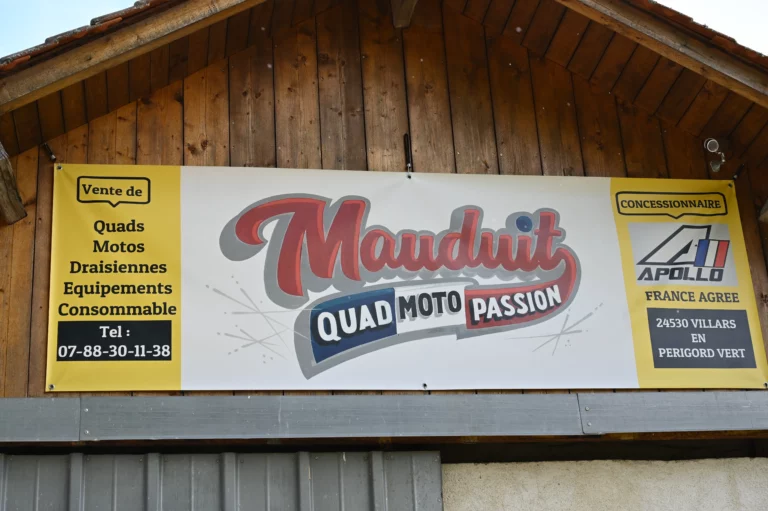 Vente de
Quads
Motos
Draisiennes
Equipements
Consommable
Tel :
07-88-30-11-38
Mauduit
QUAD MOTO PASSION
CONCESSIONNAIRE
APOLLO
FRANCE AGREE
24530 VILLARS
EN
PERIGORD VERT